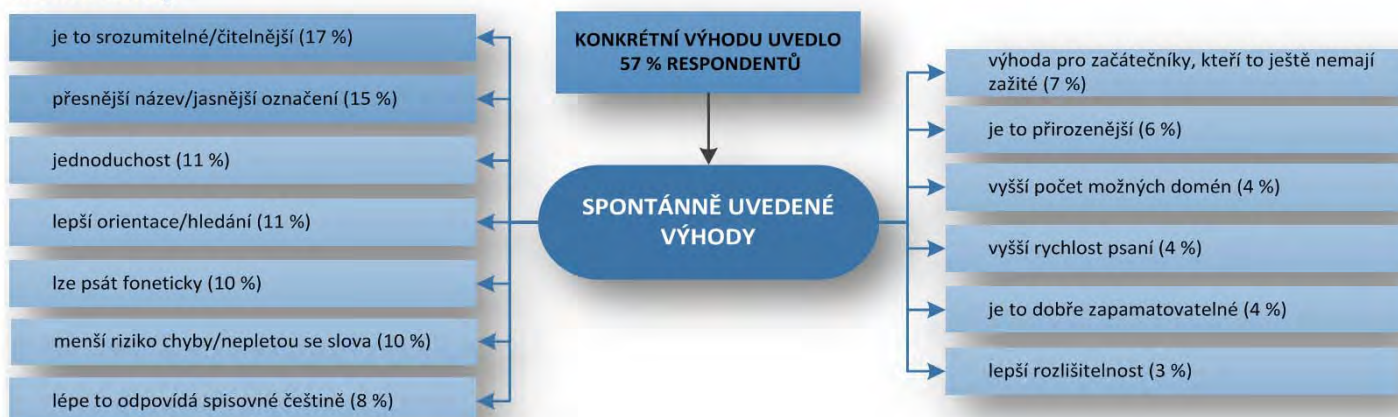 je to srozumitelné/čitelnější (17 %)
přesnější název/jasnější označení (15 %)
jednoduchost (11 %)
lepší orientace/hledání (11 %)
lze psát foneticky (10 %)
menší riziko chyby/nepletou se slova (10 %)
lépe to odpovídá spisovné češtině (8 %)
KONKRÉTNÍ VÝHODU UVEDLO
57 % RESPONDENTŮ
SPONTÁNNĚ UVEDENÉ
VÝHODY
výhoda pro začátečníky, kteří to ještě nemají
zažité (7 %)
je to přirozenější (6 %)
vyšší počet možných domén (4 %)
vyšší rychlost psaní (4 %)
je to dobře zapamatovatelné (4 %)
lepší rozlišitelnost (3 %)